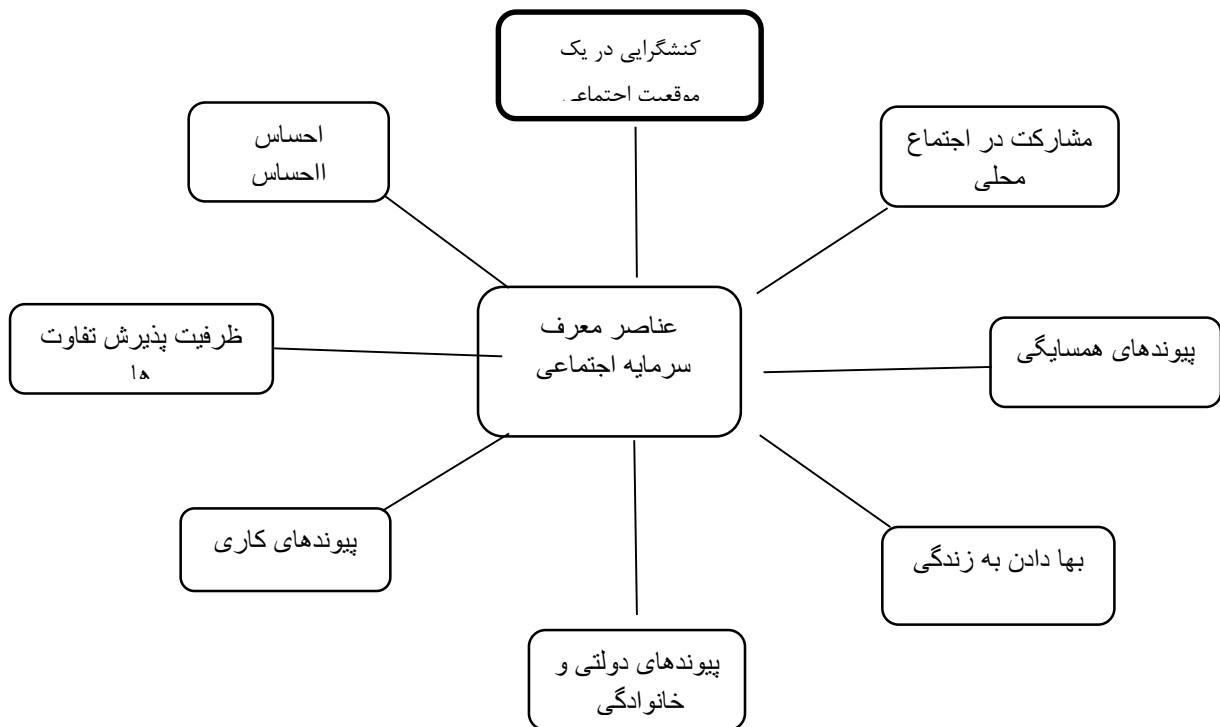 کنشگرایی در یک
موقعیت اجتماعی
احساس
ااحساس
مشارکت در اجتماع
محلی
ظرفیت پذیرش تفاوت
ها
عناصر معرف
سرمایه اجتماعی
پیوندهای همسایگی
پیوندهای کاری
بها دادن به زندگی
پیوندهای دولتی و
خانوادگی